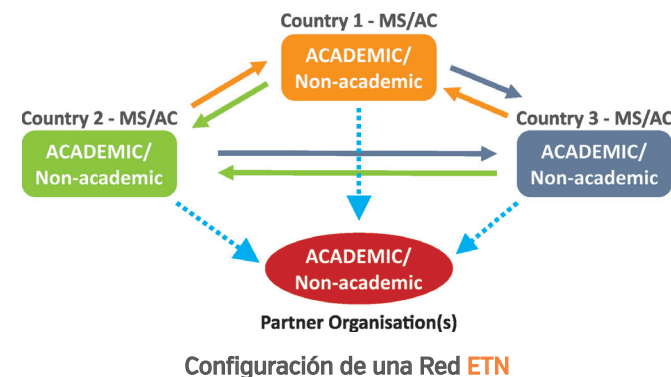 Country 1 - MS/AC
ACADEMIC/
Non-academic
Country 2 - MS/AC
ACADEMIC/
Non-academic
Country 3 - MS/AC
ACADEMIC/
Non-academic
ACADEMIC/
Non-academic
Partner Organisation(s)
Configuración de una Red ETN